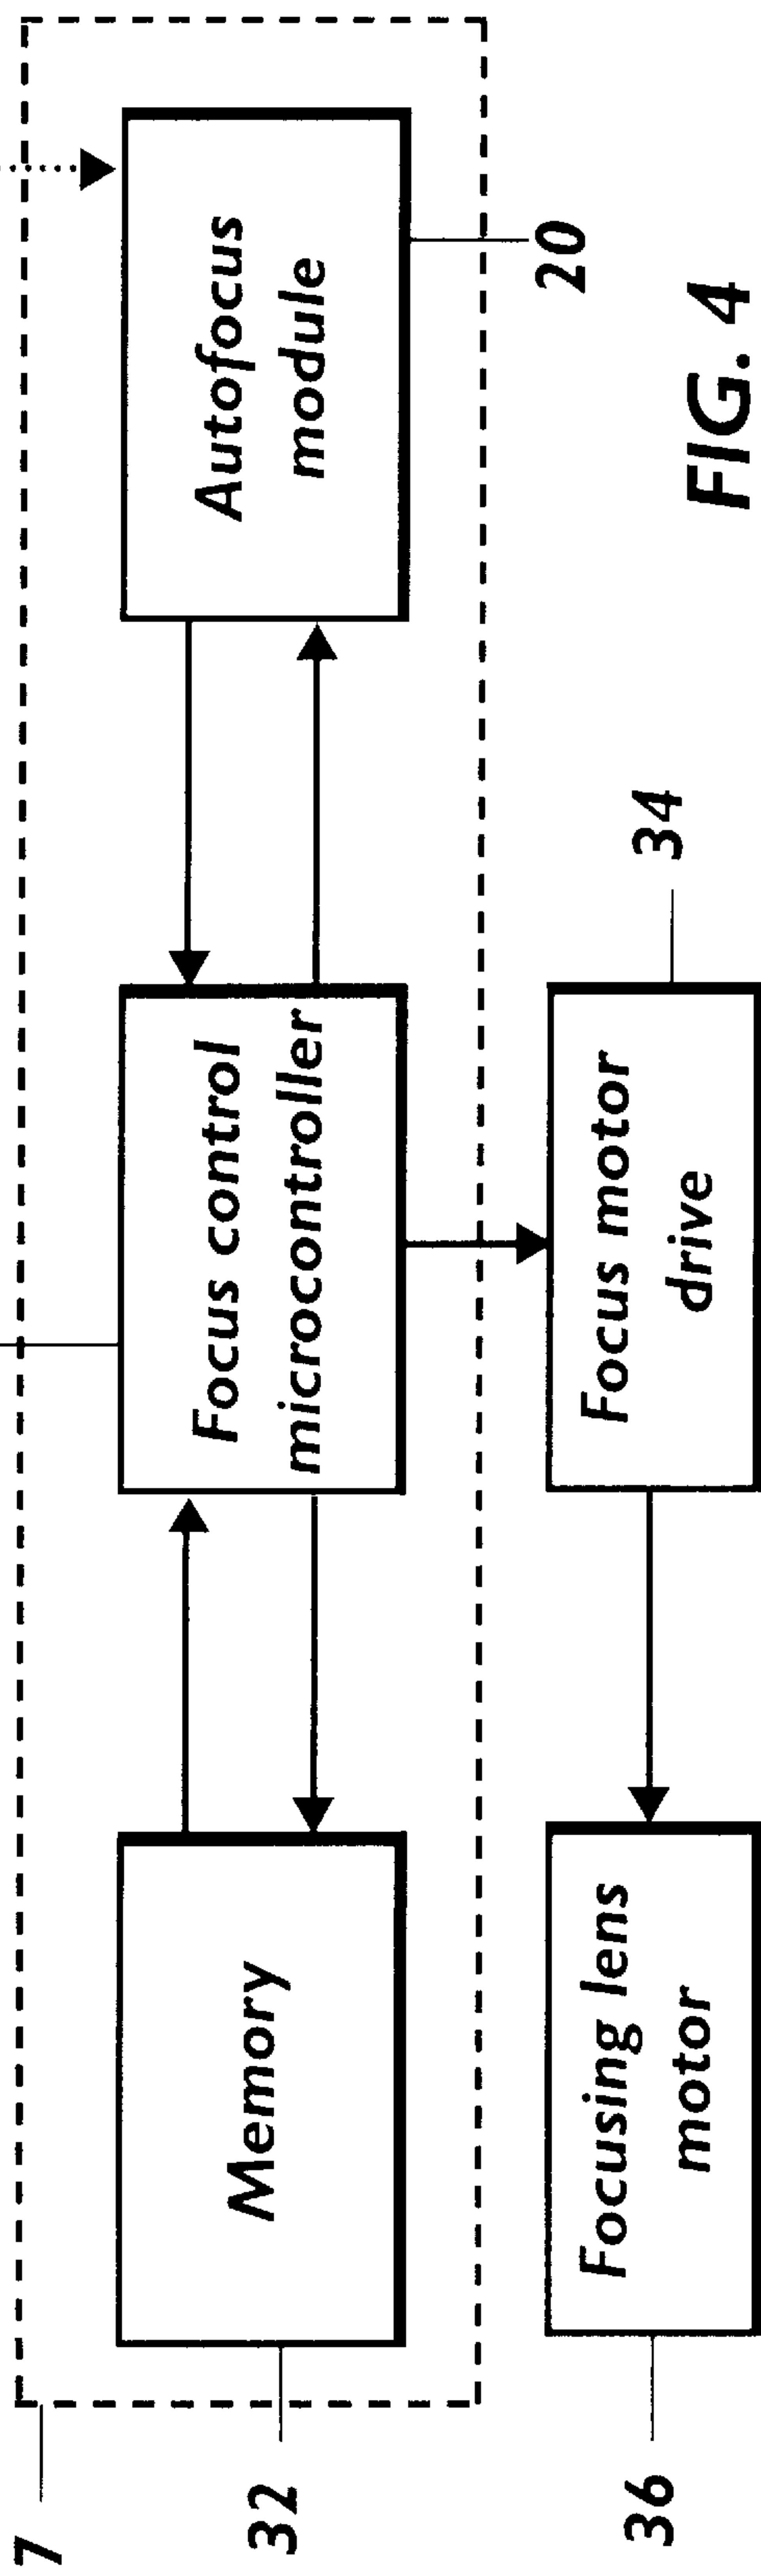 7
32
Memory
Focus control
microcontroller
Autofocus
module
20
36
Focusing lens
motor
Focus motor
drive
34
FIG. 4